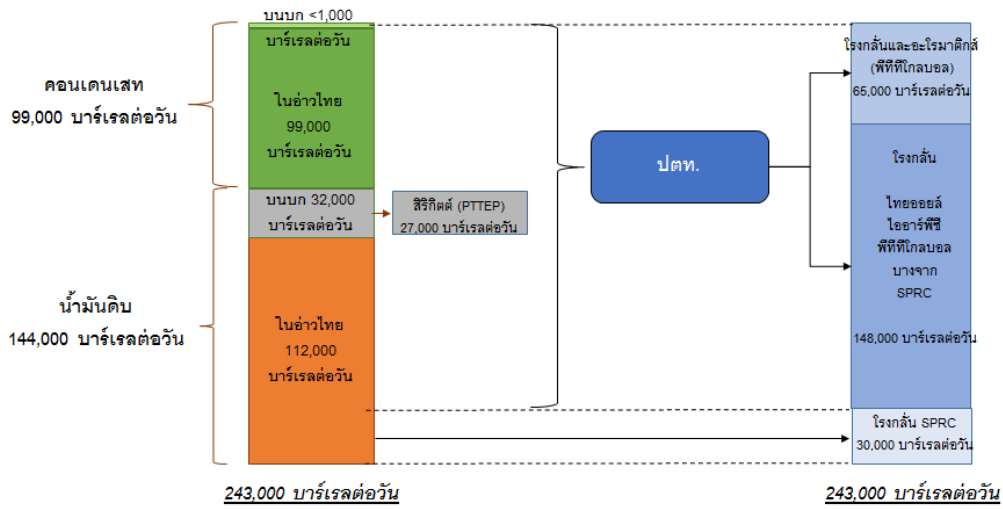 คอนเดนเสท
99,000 บาร์เรลต่อวัน
น้ำมันดิบ
144,000 บาร์เรลต่อวัน
บนบก <1,000
บาร์เรลต่อวัน
ในอ่าวไทย
99,000
บาร์เรลต่อวัน
บนบก 32,000
บาร์เรลต่อวัน
ในอ่าวไทย
112,000
บาร์เรลต่อวัน
243,000 บาร์เรลต่อวัน
สิริกิตต์ (PTTEP)
27,000 บาร์เรลต่อวัน
ปตท.
โรงกลั่นและอะโรมาติกส์
(พีทีทีโกลบอล)
65,000 บาร์เรลต่อวัน
โรงกลั่น
ไทยออยล์
ไออาร์พีซี
พีทีทีโกลบอล
บางจาก
SPRC
148,000 บาร์เรลต่อวัน
โรงกลั่น SPRC
30,000 บาร์เรลต่อวัน
243,000 บาร์เรลต่อวัน